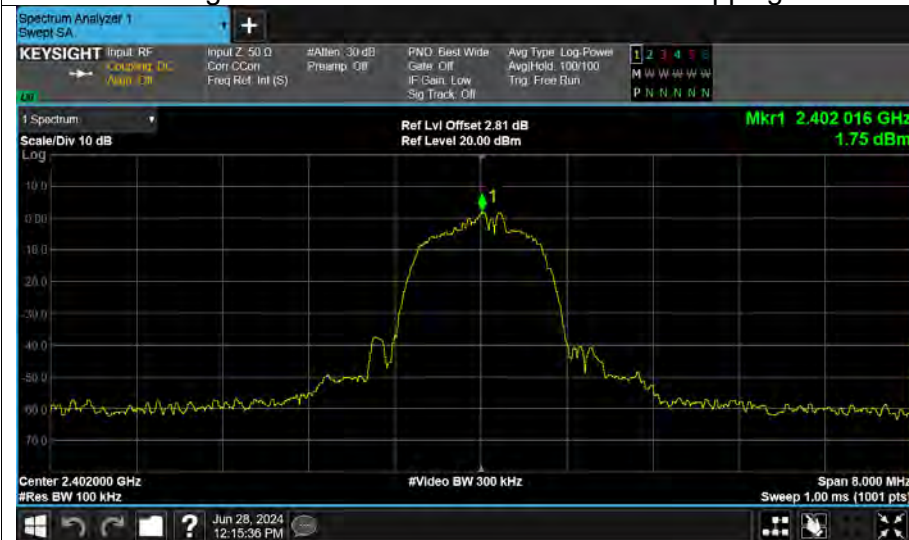 Spectrum Analyzer 1
Swept SA
+
KEYSIGHT Input: RF
Coupling: DC
Align: Off
Input Z: 50 Ω
Corr CCorr
Freq Ref: Int (S)
#Atten: 30 dB
Preamp: Off
PNO: Best Wide
Gate: Off
IF Gain: Low
Sig Track: Off
Avg Type: Log-Power
Avg|Hold: 100/100
Trig: Free Run
1 2 3 4 5 6
M W W W W W
P N N N N N
1 Spectrum
Scale/Div 10 dB
Ref Lvl Offset 2.81 dB
Ref Level 20.00 dBm
Mkr1 2.402 016 GHz
1.75 dBm
Log
10.0
0.00
-10.0
-20.0
-30.0
-40.0
-50.0
-60.0
-70.0
1
Center 2.402000 GHz
#Res BW 100 kHz
#Video BW 300 kHz
Span 8.000 MHz
Sweep 1.00 ms (1001 pts)
?
Jun 28, 2024
12:15:36 PM